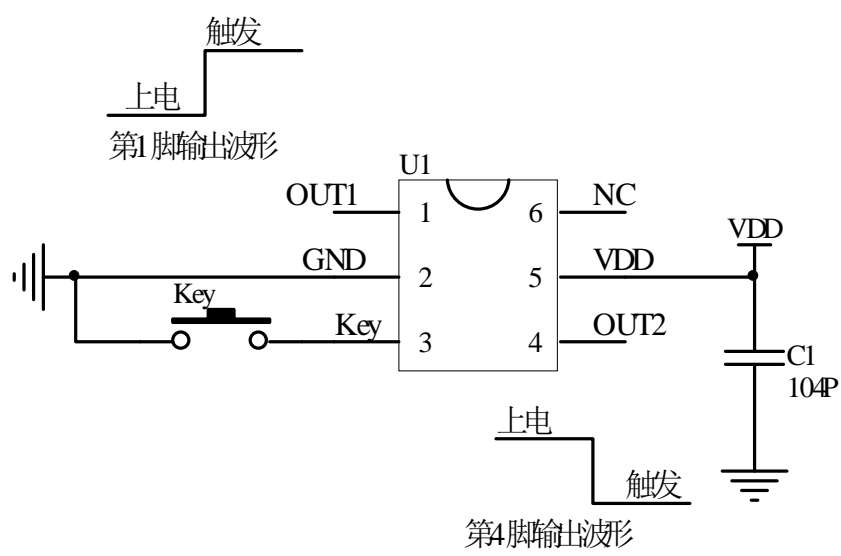 触发
上电
第1脚输出波形
U1
OUT1 1 6 NC
VDD
GND 2 5 VDD
Key
Key 3 4 OUT2
C1
104P
上电
触发
第4脚输出波形